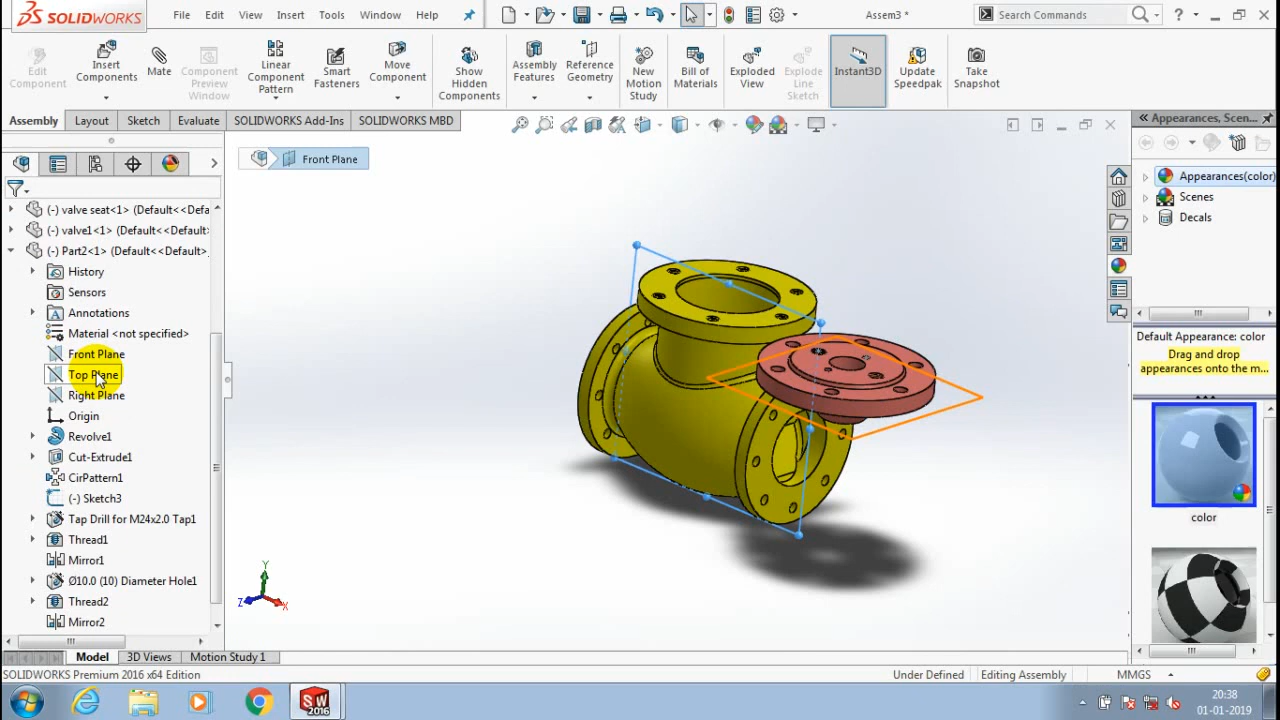 SOLIDWORKS
File Edit View Insert Tools Window Help
Assem3 *
Search Commands
Edit Component
Insert Components
Mate
Component Preview Window
Linear Component Pattern
Smart Fasteners
Move Component
Show Hidden Components
Assembly Features
Reference Geometry
New Motion Study
Bill of Materials
Exploded View
Explode Line Sketch
Instant3D
Update Speedpak
Take Snapshot
Assembly Layout Sketch Evaluate SOLIDWORKS Add-Ins SOLIDWORKS MBD
Front Plane
(-) valve seat<1> (Default<<Defa
(-) valve1<1> (Default<<Default)
(-) Part2<1> (Default<<Default>_
History
Sensors
Annotations
Material <not specified>
Front Plane
Top Plane
Right Plane
Origin
Revolve1
Cut-Extrude1
CirPattern1
(-) Sketch3
Tap Drill for M24x2.0 Tap1
Thread1
Mirror1
Ø10.0 (10) Diameter Hole1
Thread2
Mirror2
Y
Z
X
Appearances, Scen...
Appearances(color)
Scenes
Decals
Default Appearance: color
Drag and drop
appearances onto the m...
color
Model 3D Views Motion Study 1
SOLIDWORKS Premium 2016 x64 Edition
Under Defined Editing Assembly MMGS
SW
2016
20:38
01-01-2019